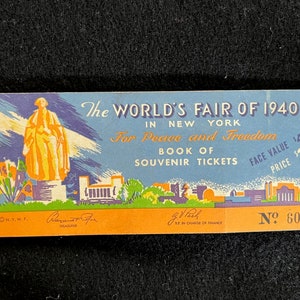 The WORLD'S FAIR OF 1940
IN NEW YORK
For Peace and Freedom
BOOK OF
SOUVENIR TICKETS
FACE VALUE
PRICE
No 60